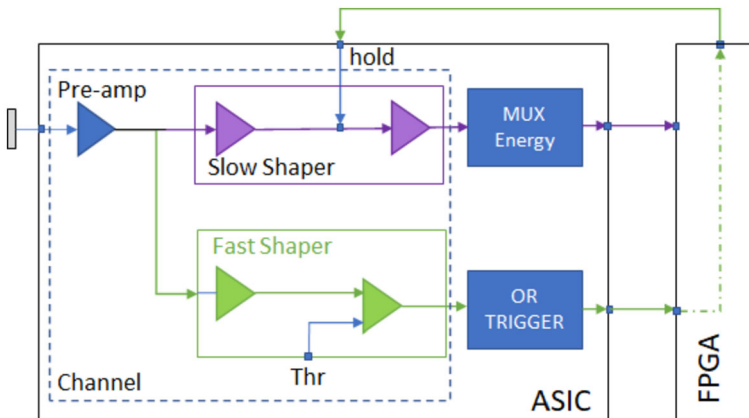 hold
Pre-amp
MUX
Energy
Slow Shaper
Fast Shaper
OR
TRIGGER
Thr
Channel
ASIC
FPGA